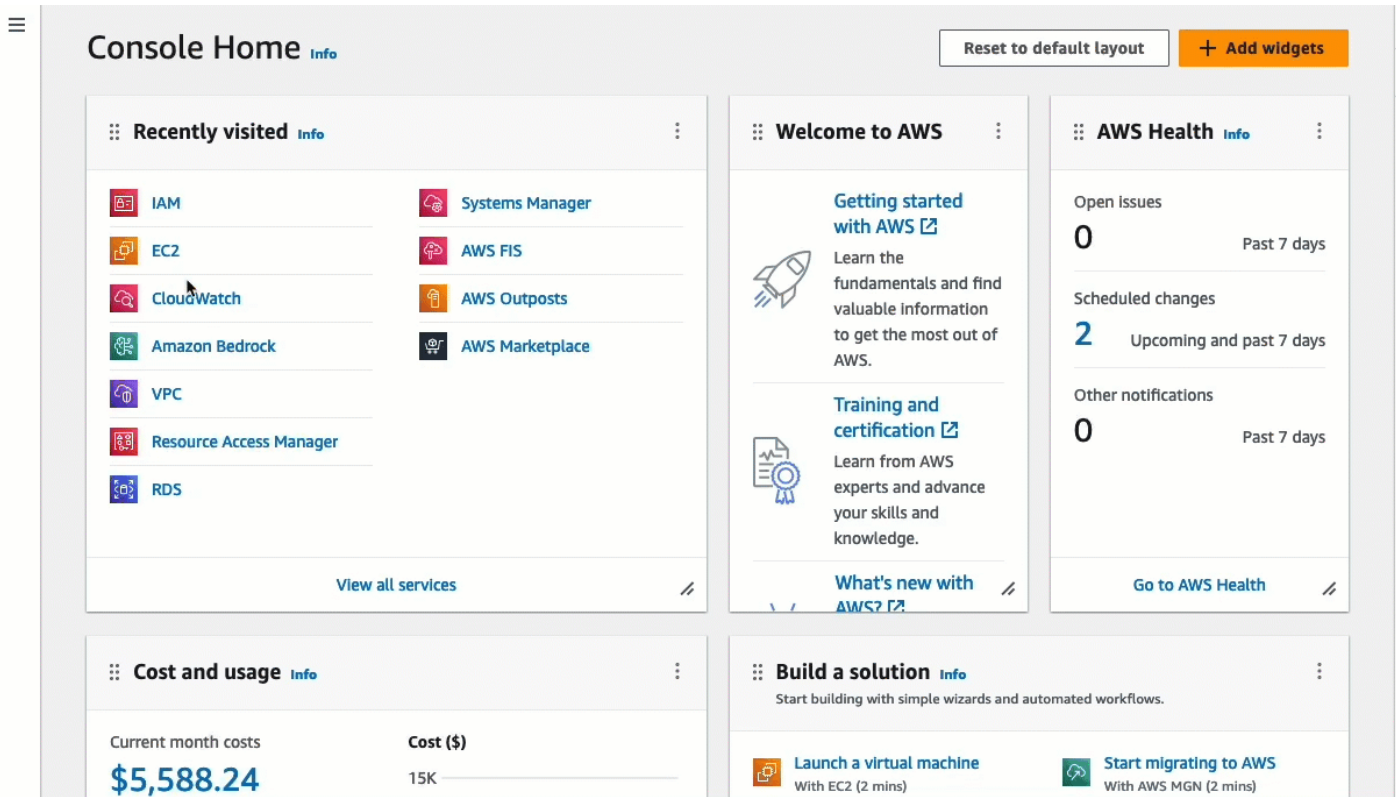 Console Home Info
Reset to default layout
+ Add widgets
Recently visited Info
IAM
EC2
CloudWatch
Amazon Bedrock
VPC
Resource Access Manager
RDS
Systems Manager
AWS FIS
AWS Outposts
AWS Marketplace
View all services
Welcome to AWS
Getting started
with AWS
Learn the
fundamentals and find
valuable information
to get the most out of
AWS.
Training and
certification
Learn from AWS
experts and advance
your skills and
knowledge.
What's new with
AWS?
AWS Health Info
Open issues
0 Past 7 days
Scheduled changes
2 Upcoming and past 7 days
Other notifications
0 Past 7 days
Go to AWS Health
Cost and usage Info
Current month costs
$5,588.24
Cost ($)
15K
Build a solution Info
Start building with simple wizards and automated workflows.
Launch a virtual machine
With EC2 (2 mins)
Start migrating to AWS
With AWS MGN (2 mins)